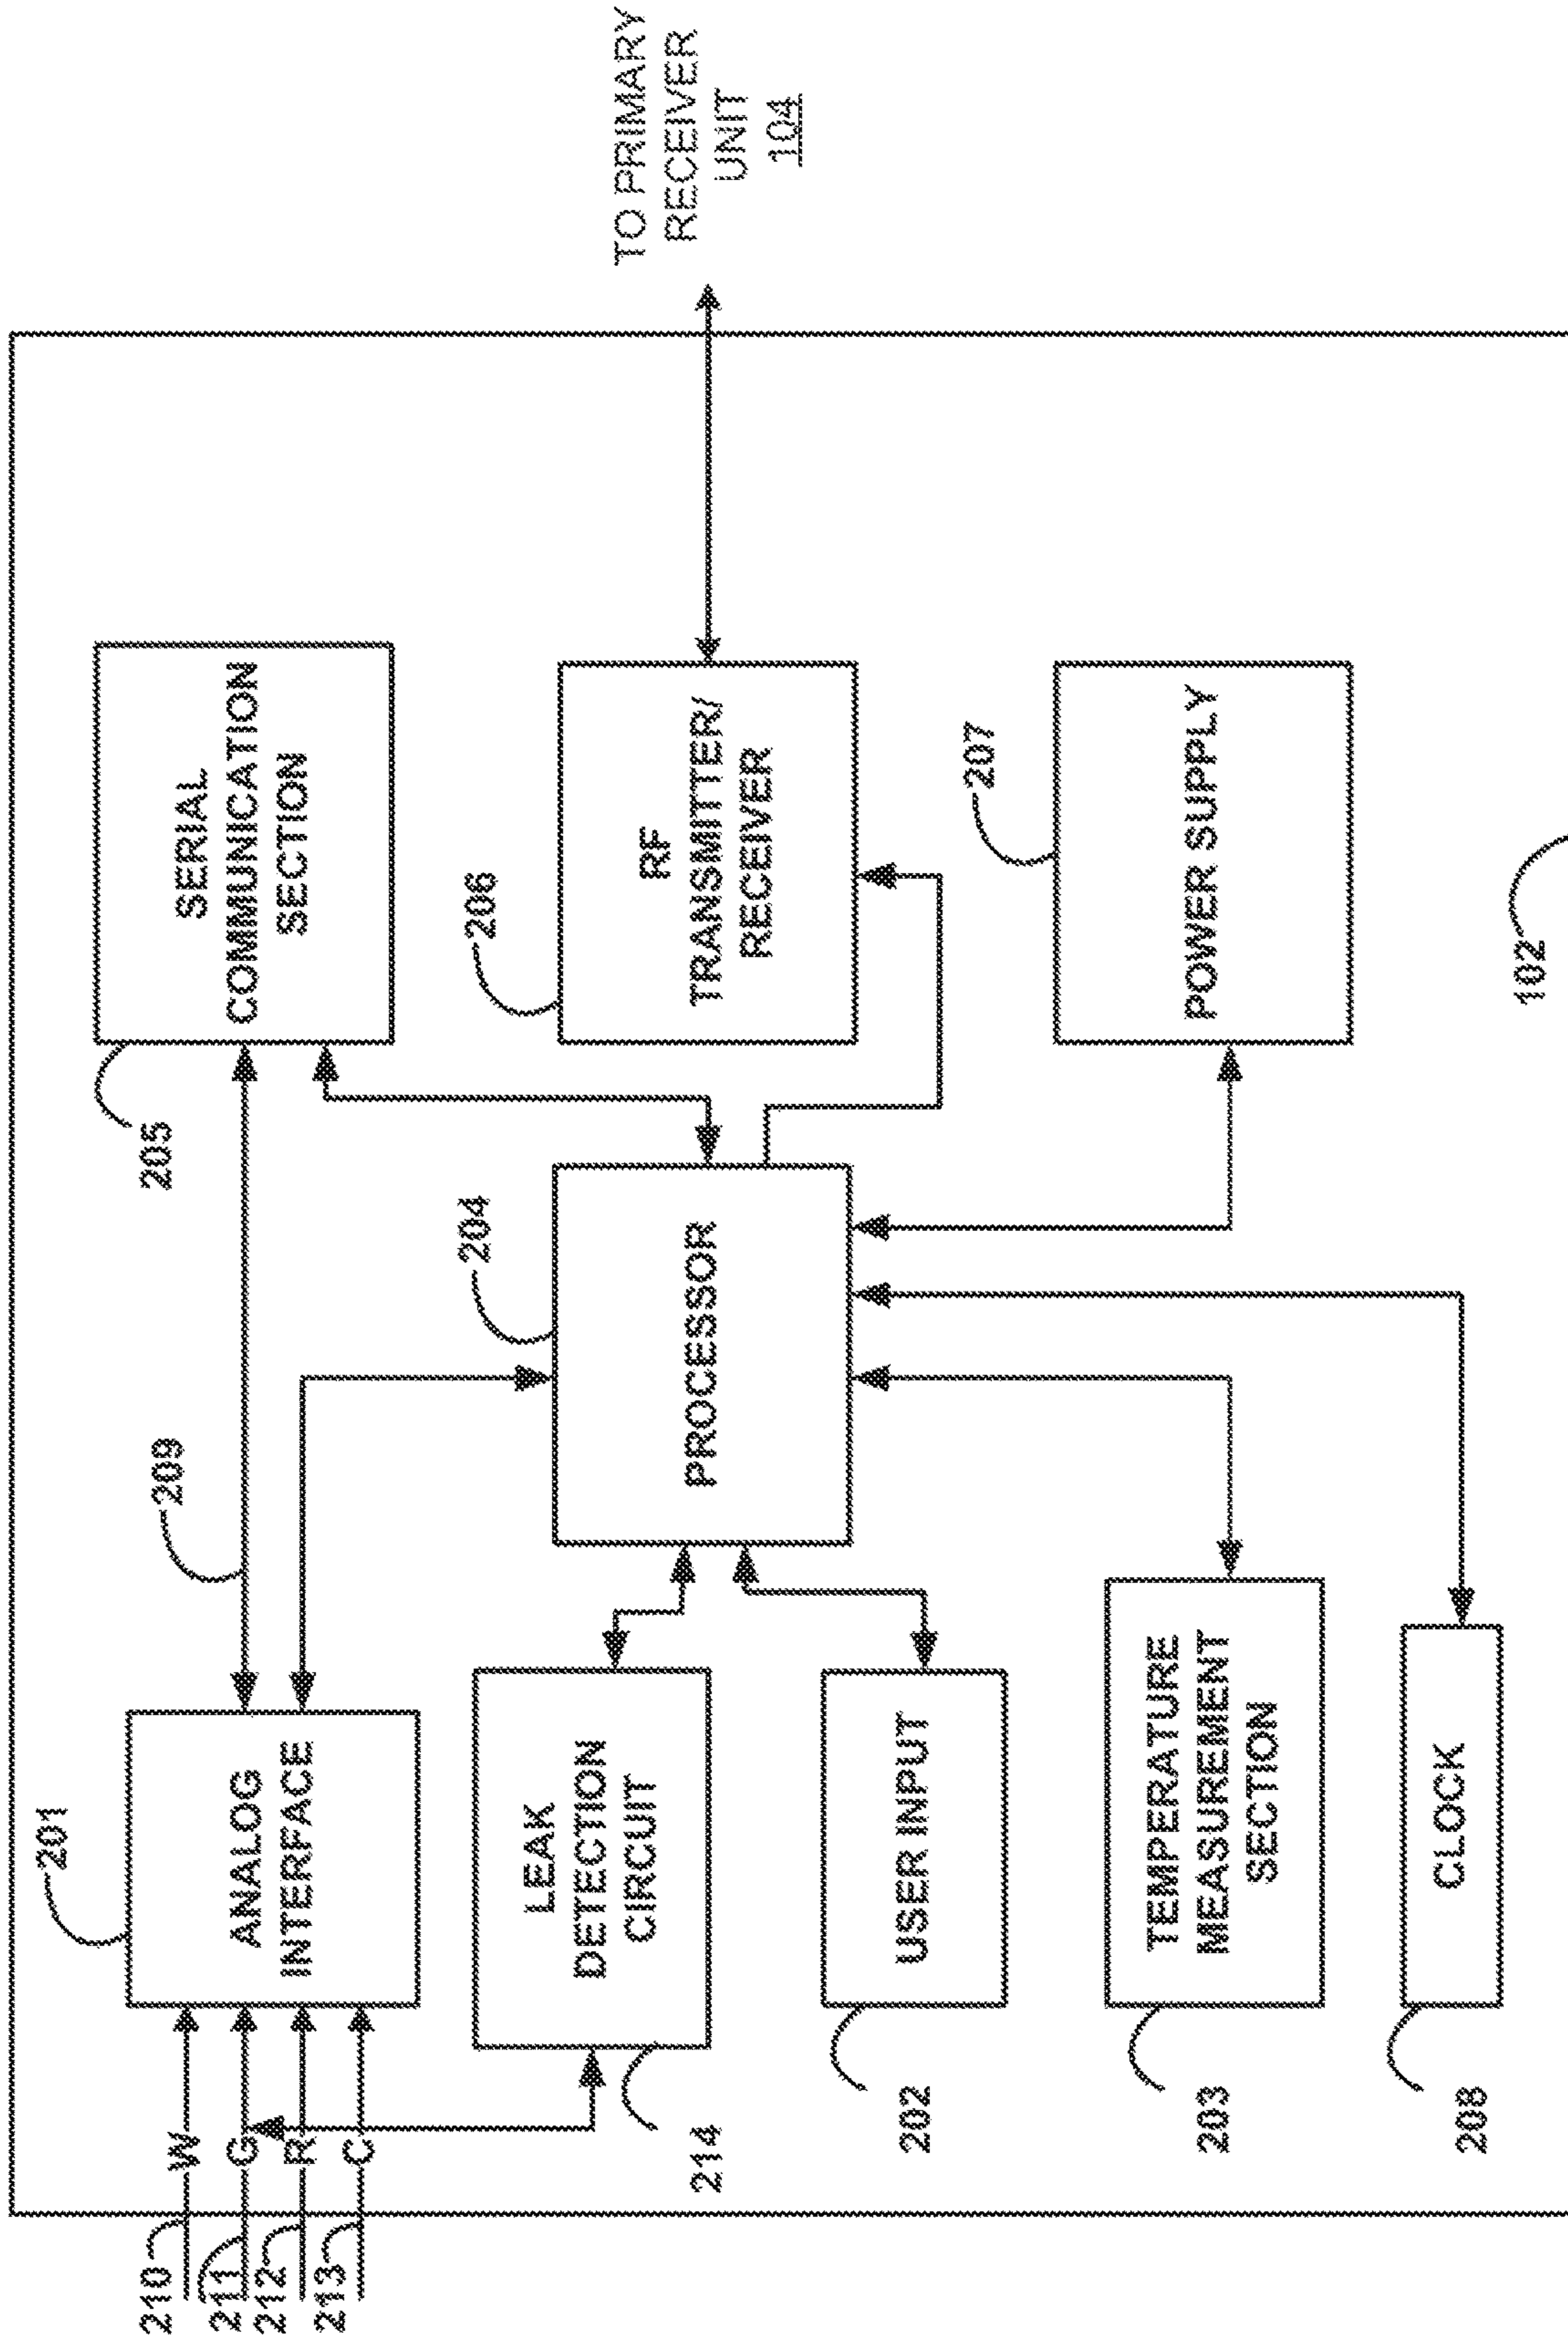 210
211
212
213
W
G
R
C
201
ANALOG
INTERFACE
209
205
SERIAL
COMMUNICATION
SECTION
214
LEAK
DETECTION
CIRCUIT
204
PROCESSOR
206
RF
TRANSMITTER/
RECEIVER
TO PRIMARY
RECEIVER
UNIT
104
202
USER INPUT
203
TEMPERATURE
MEASUREMENT
SECTION
207
POWER SUPPLY
208
CLOCK
102